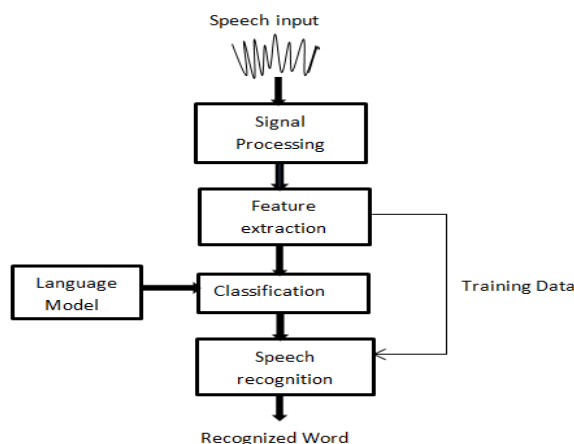 Speech input
Signal
Processing
Feature
extraction
Language
Model
Classification
Training Data
Speech
recognition
Recognized Word